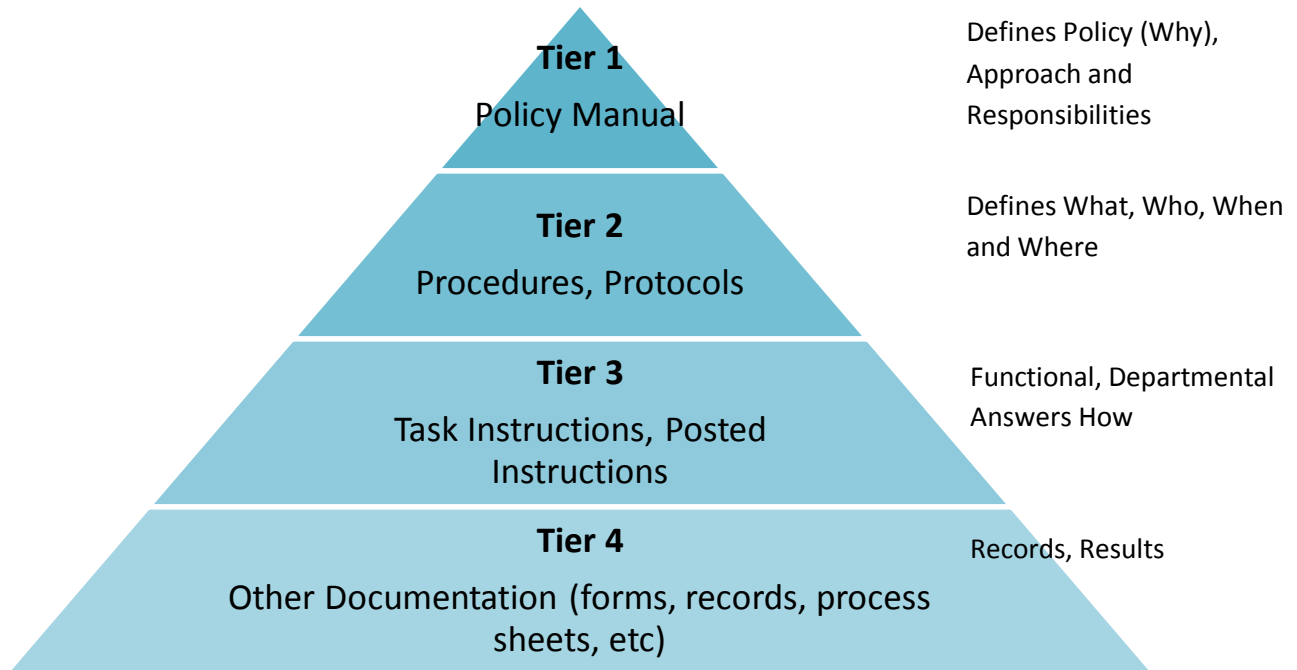 Tier 1
Policy Manual
Defines Policy (Why),
Approach and
Responsibilities
Tier 2
Procedures, Protocols
Defines What, Who, When
and Where
Tier 3
Task Instructions, Posted
Instructions
Functional, Departmental
Answers How
Tier 4
Other Documentation (forms, records, process
sheets, etc)
Records, Results